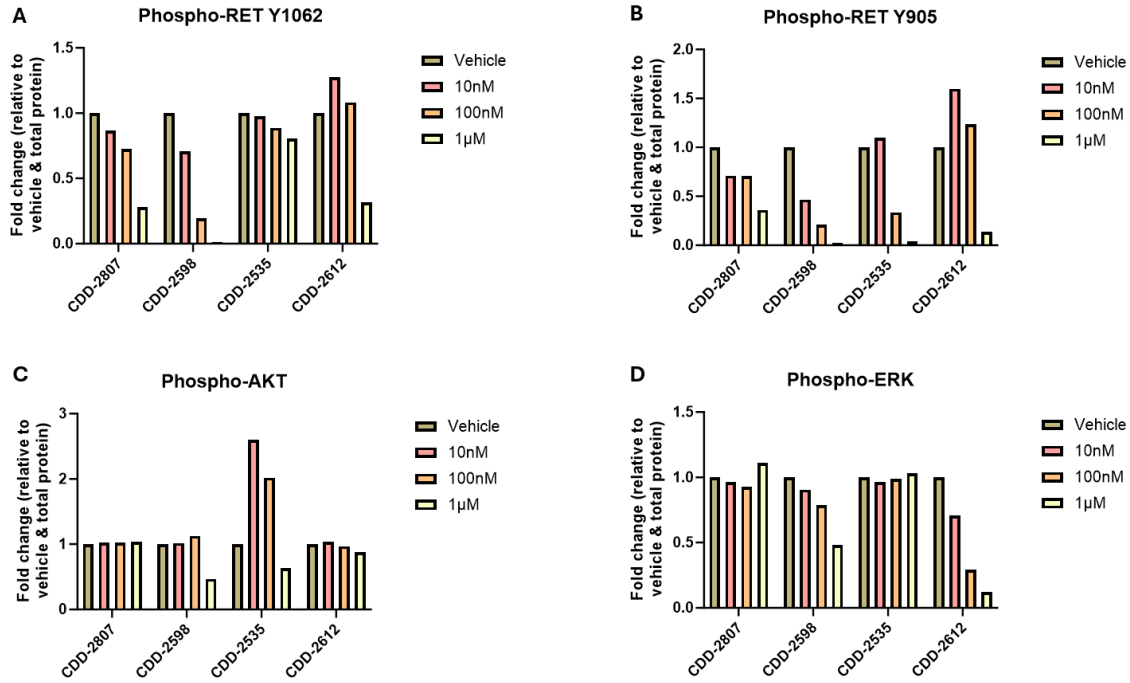 A
Phospho-RET Y1062
Fold change (relative to
vehicle & total protein)
1.5
1.0
0.5
0.0
CDD-2807
CDD-2598
CDD-2535
CDD-2612
Vehicle
10nM
100nM
1µM
B
Phospho-RET Y905
Fold change (relative to
vehicle & total protein)
2.0
1.5
1.0
0.5
0.0
CDD-2807
CDD-2598
CDD-2535
CDD-2612
Vehicle
10nM
100nM
1µM
C
Phospho-AKT
Fold change (relative to
vehicle & total protein)
3
2
1
0
CDD-2807
CDD-2598
CDD-2535
CDD-2612
Vehicle
10nM
100nM
1µM
D
Phospho-ERK
Fold change (relative to
vehicle & total protein)
1.5
1.0
0.5
0.0
CDD-2807
CDD-2598
CDD-2535
CDD-2612
Vehicle
10nM
100nM
1µM